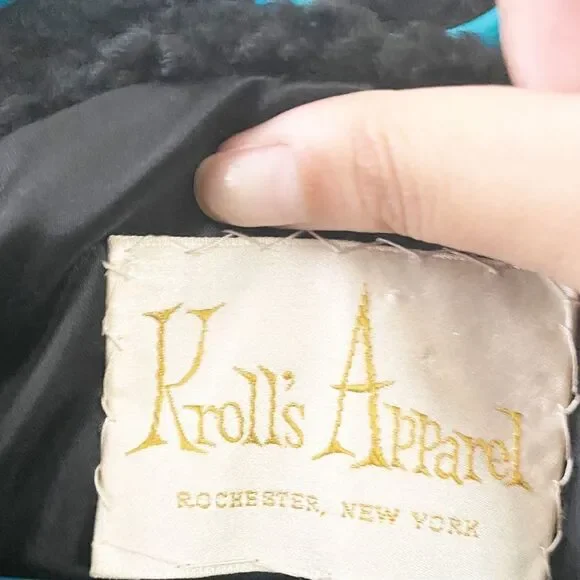 Kroll's Apparel
ROCHESTER, NEW YORK